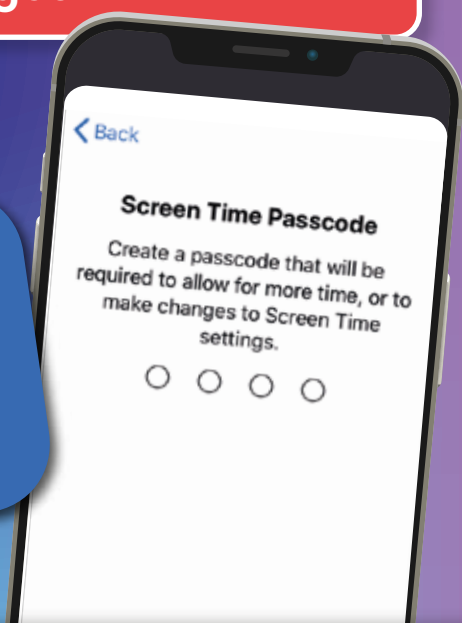 Back
Screen Time Passcode
Create a passcode that will be
required to allow for more time, or to
make changes to Screen Time
settings.